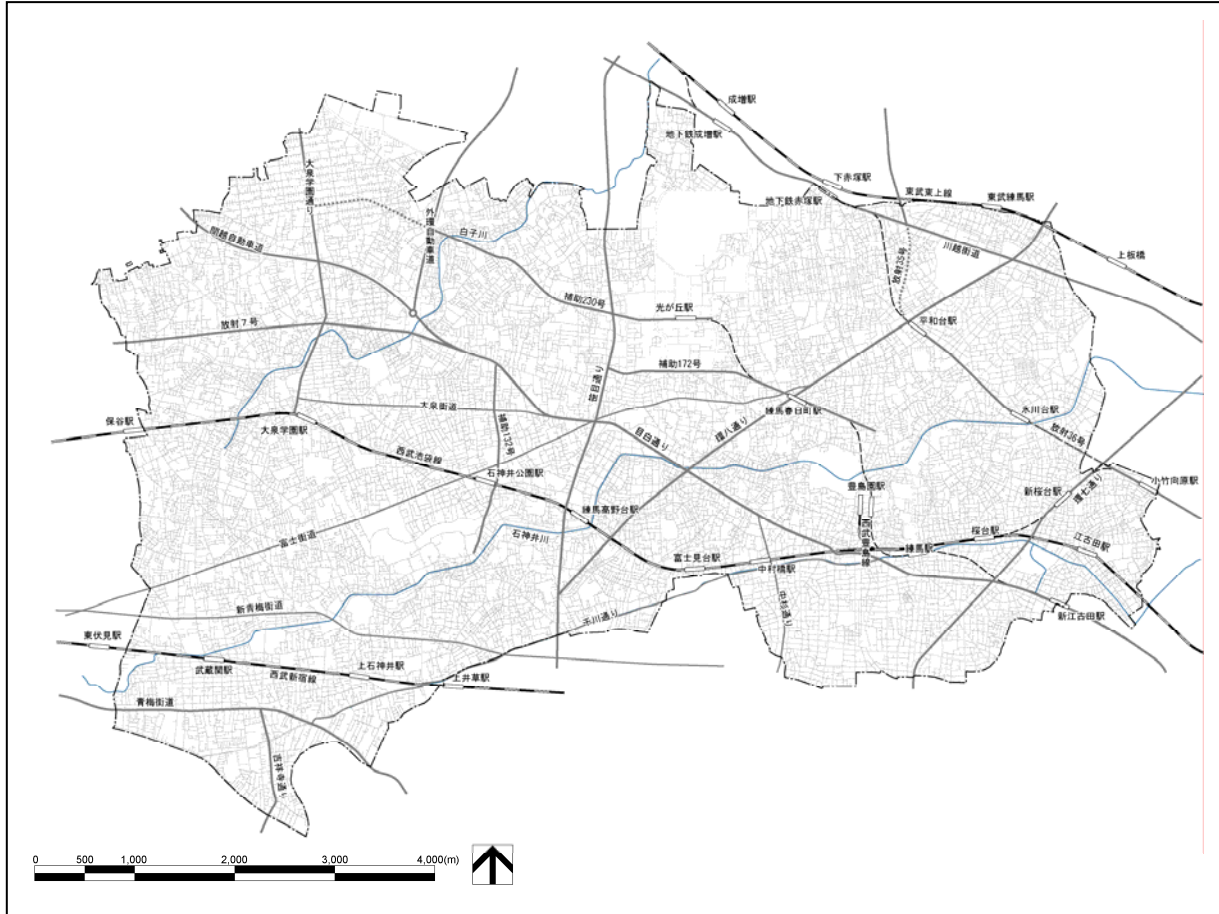 成増駅
地下鉄成増駅
大泉学園通り
下赤塚駅
東武東上線
東武練馬駅
地下鉄赤塚駅
外環自動車道
白子川
関越自動車道
川越街道
上板橋
放射35号
補助230号
光が丘駅
放射7号
平和台駅
補助172号
笹目通り
大泉街道
練馬春日町駅
保谷駅
大泉学園駅
補助132号
目白通り
環八通り
氷川台駅
放射36号
西武池袋線
石神井公園駅
小竹向原駅
豊島園駅
新桜台駅
環七通り
練馬高野台駅
石神井川
富士街道
西武豊島線
桜台駅
練馬駅
江古田駅
富士見台駅
中村橋駅
中杉通り
新青梅街道
千川通り
新江古田駅
東伏見駅
武蔵関駅
西武新宿線
上石神井駅
上井草駅
青梅街道
吉祥寺通り
0 500 1,000 2,000 3,000 4,000(m)